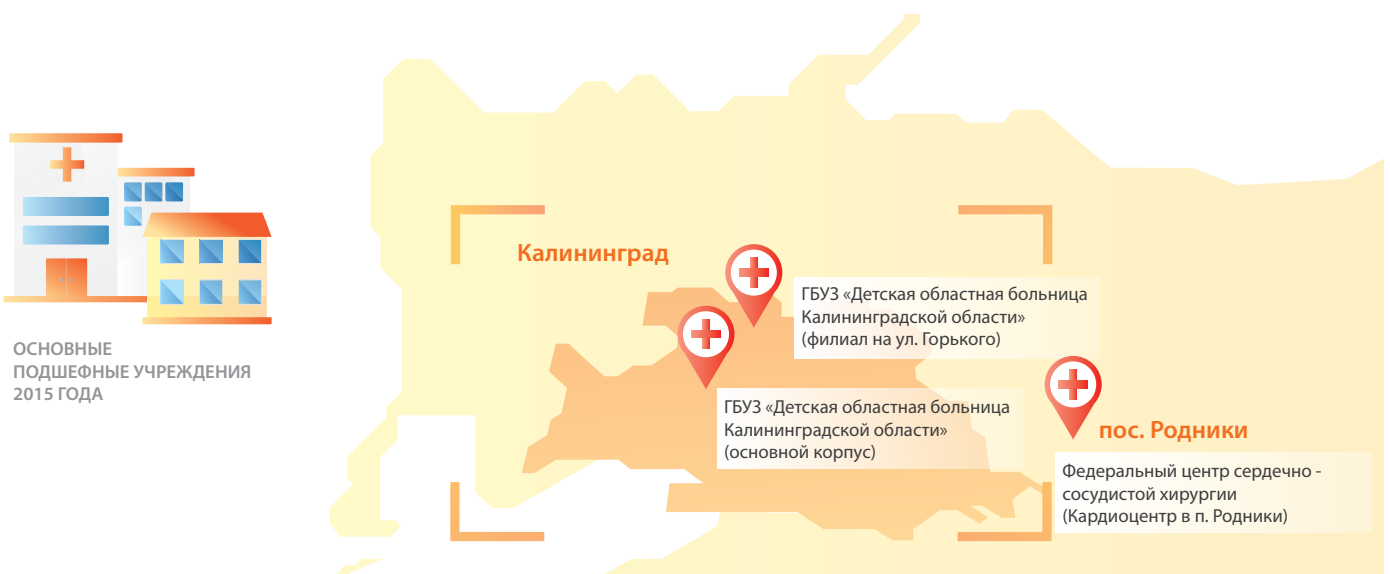 ОСНОВНЫЕ
ПОДШЕФНЫЕ УЧРЕЖДЕНИЯ
2015 ГОДА
Калининград
ГБУЗ «Детская областная больница
Калининградской области»
(филиал на ул. Горького)
ГБУЗ «Детская областная больница
Калининградской области»
(основной корпус)
пос. Родники
Федеральный центр сердечно -
сосудистой хирургии
(Кардиоцентр в п. Родники)